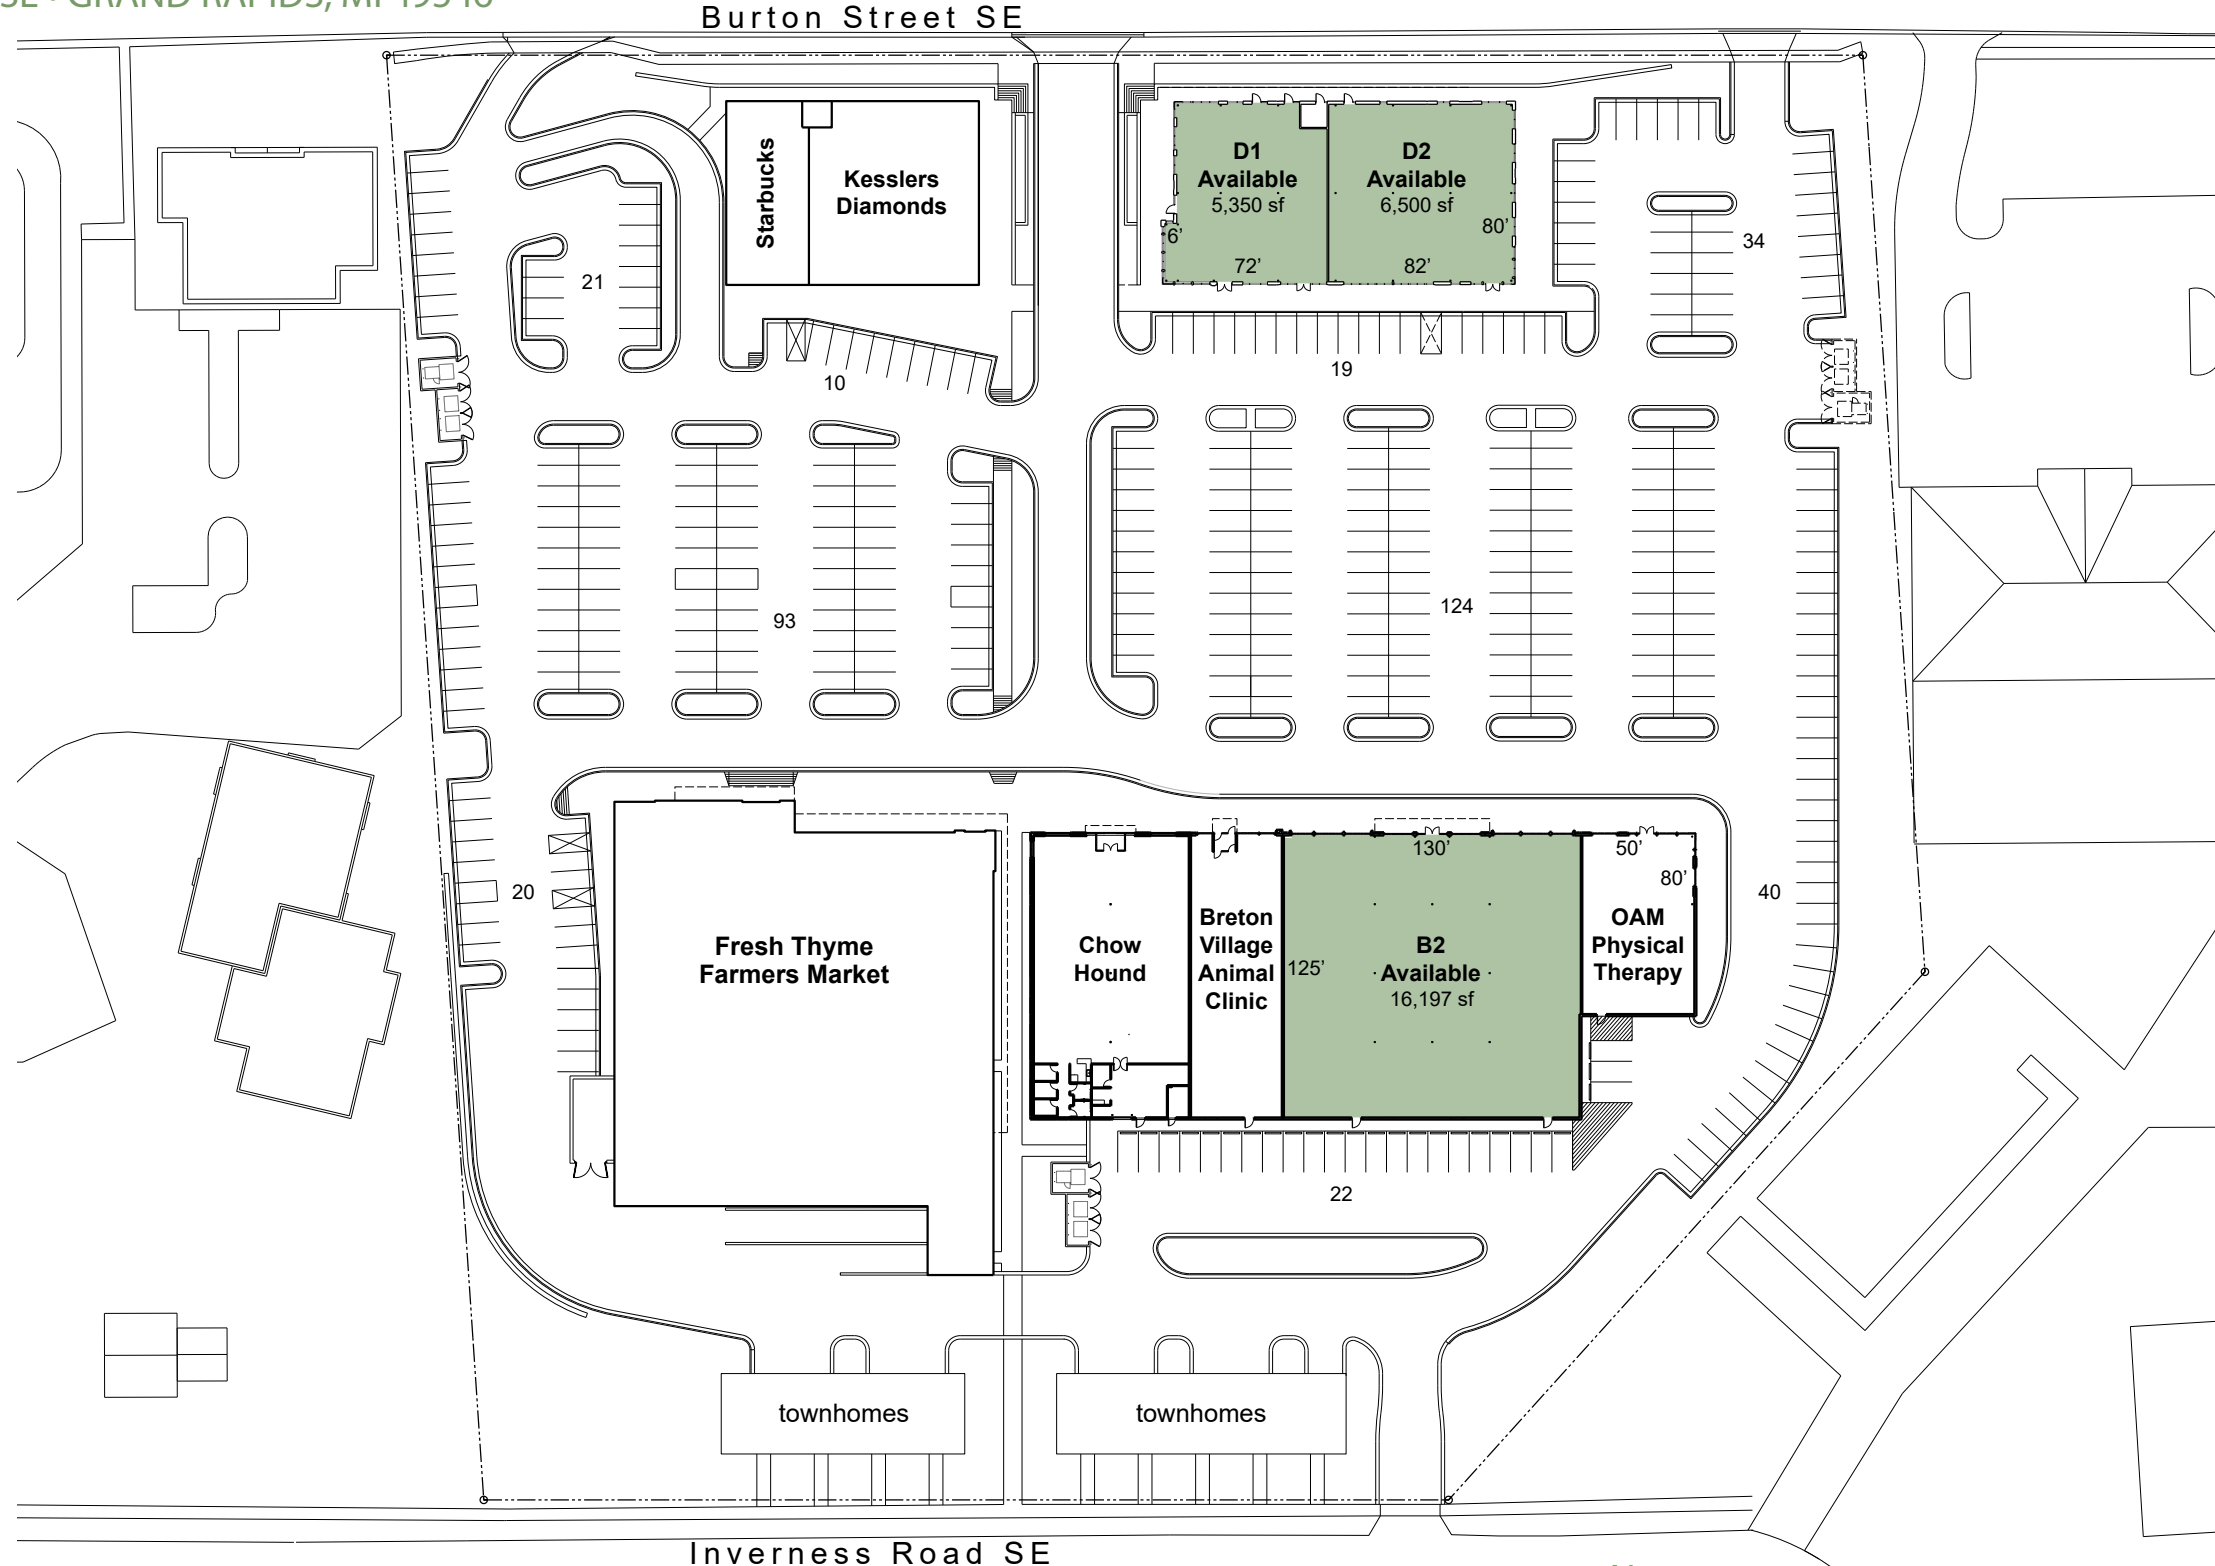 Burton Street SE
Starbucks
Kesslers
Diamonds
D1
Available
5,350 sf
6'
72'
D2
Available
6,500 sf
80'
82'
34
21
10
19
93
124
20
Fresh Thyme
Farmers Market
Chow
Hound
Breton
Village
Animal
Clinic
130'
125'
B2
Available
16,197 sf
50'
80'
OAM
Physical
Therapy
40
22
townhomes
townhomes
Inverness Road SE